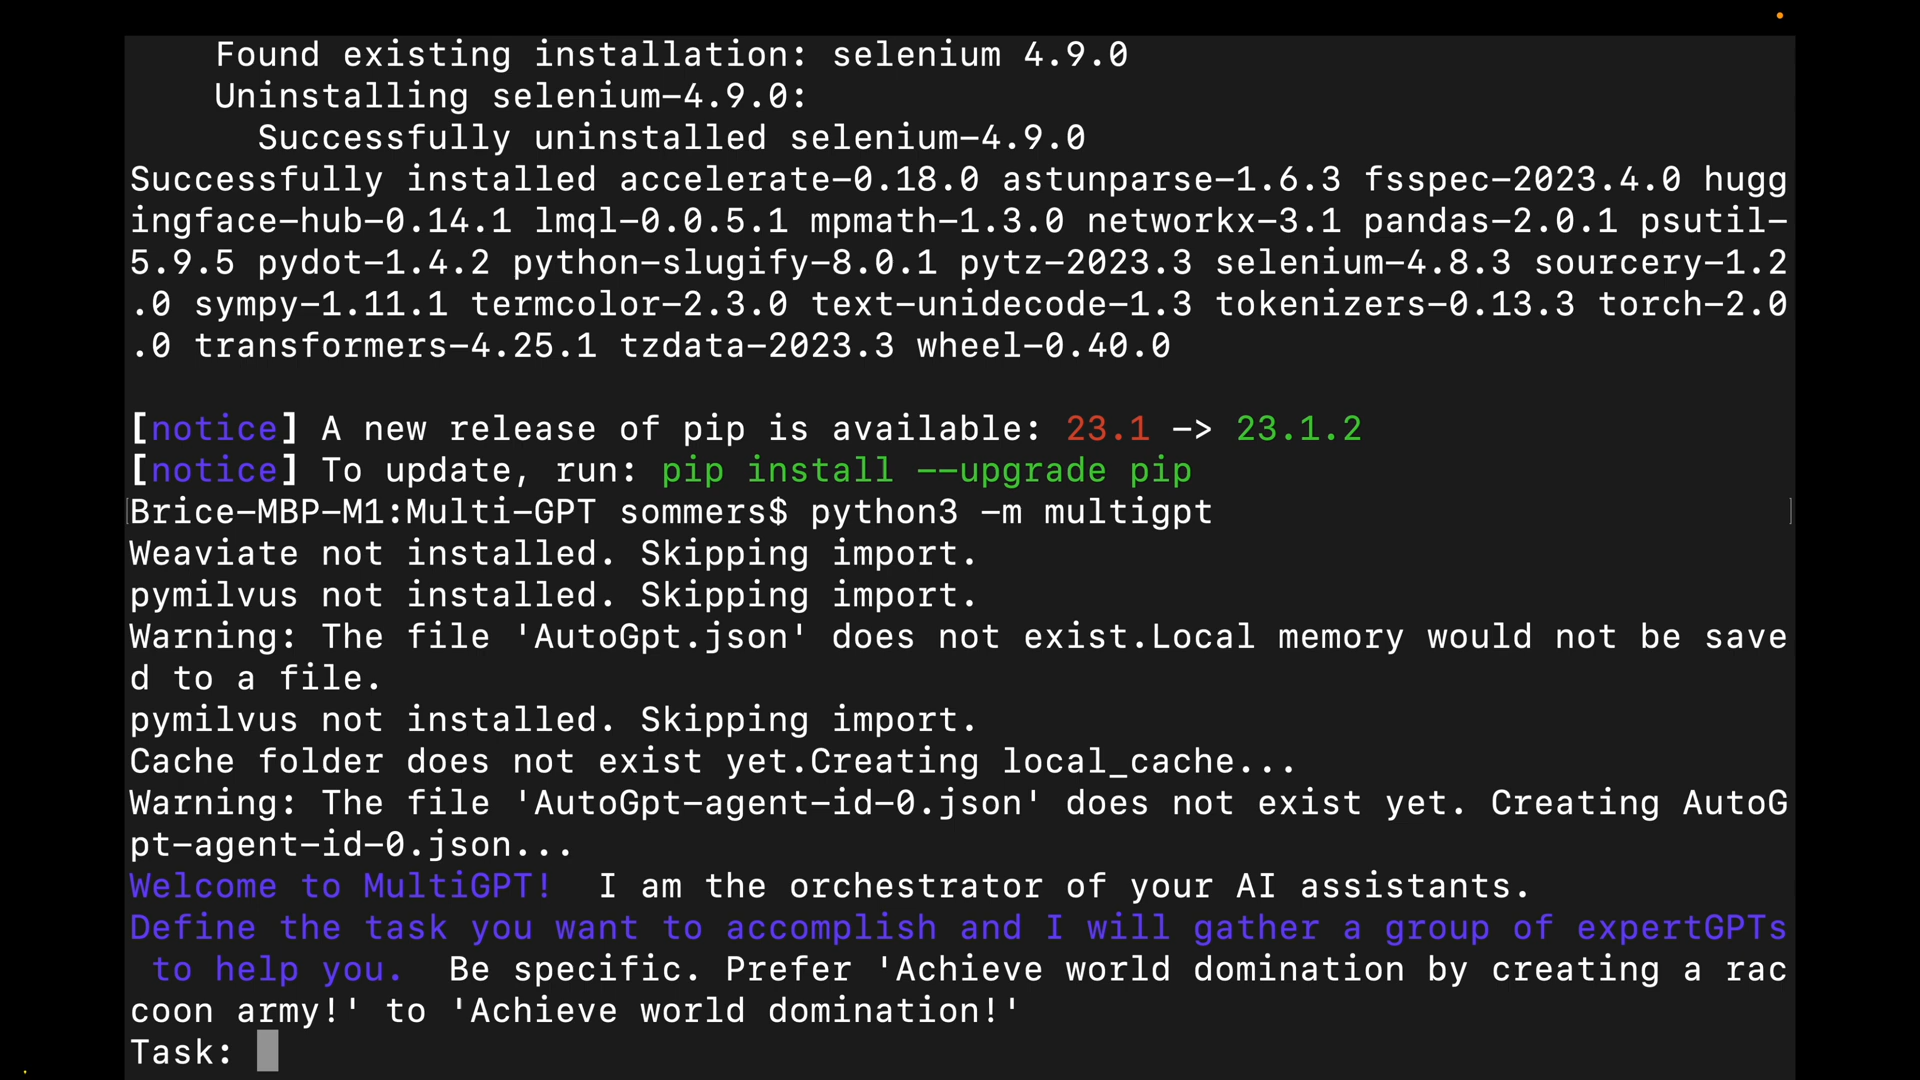 Found existing installation: selenium 4.9.0
Uninstalling selenium-4.9.0:
Successfully uninstalled selenium-4.9.0
Successfully installed accelerate-0.18.0 astunparse-1.6.3 fsspec-2023.4.0 hugg
ingface-hub-0.14.1 lmql-0.0.5.1 mpmath-1.3.0 networkx-3.1 pandas-2.0.1 psutil-
5.9.5 pydot-1.4.2 python-slugify-8.0.1 pytz-2023.3 selenium-4.8.3 sourcery-1.2
.0 sympy-1.11.1 termcolor-2.3.0 text-unidecode-1.3 tokenizers-0.13.3 torch-2.0
.0 transformers-4.25.1 tzdata-2023.3 wheel-0.40.0
[notice] A new release of pip is available: 23.1 -> 23.1.2
[notice] To update, run: pip install --upgrade pip
Brice-MBP-M1:Multi-GPT sommers$ python3 -m multigpt
Weaviate not installed. Skipping import.
pymilvus not installed. Skipping import.
Warning: The file 'AutoGpt.json' does not exist.Local memory would not be save
d to a file.
pymilvus not installed. Skipping import.
Cache folder does not exist yet.Creating local_cache...
Warning: The file 'AutoGpt-agent-id-0.json' does not exist yet. Creating AutoG
pt-agent-id-0.json...
Welcome to MultiGPT!  I am the orchestrator of your AI assistants.
Define the task you want to accomplish and I will gather a group of expertGPTs
to help you.  Be specific. Prefer 'Achieve world domination by creating a rac
coon army!' to 'Achieve world domination!'
Task: